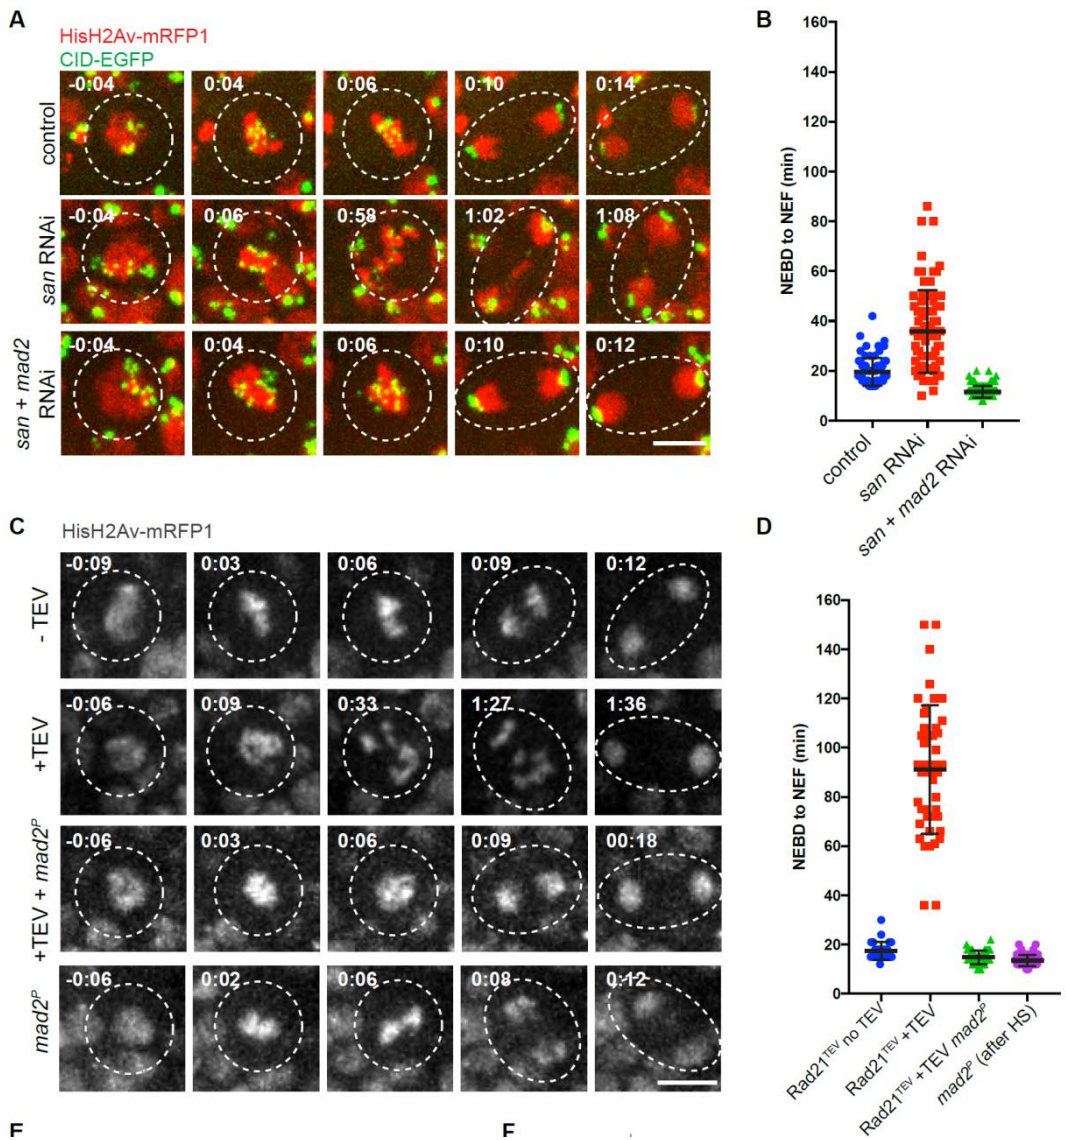 A
HisH2Av-mRFP1
CID-EGFP
control
-0:04
0:04
0:06
0:10
0:14
san RNAi
-0:04
0:06
0:58
1:02
1:08
san + mad2
RNAi
-0:04
0:04
0:06
0:10
0:12
B
NEBD to NEF (min)
160
140
120
100
80
60
40
20
0
control
san RNAi
san + mad2 RNAi
C
HisH2Av-mRFP1
- TEV
-0:09
0:03
0:06
0:09
0:12
+TEV
-0:06
0:09
0:33
1:27
1:36
+TEV + mad2ᴾ
-0:06
0:03
0:06
0:09
00:18
mad2ᴾ
-0:06
0:02
0:06
0:08
0:12
D
NEBD to NEF (min)
160
140
120
100
80
60
40
20
0
Rad21ᵀᴱⱽ no TEV
Rad21ᵀᴱⱽ +TEV
Rad21ᵀᴱⱽ +TEV mad2ᴾ
mad2ᴾ (after HS)
E
F